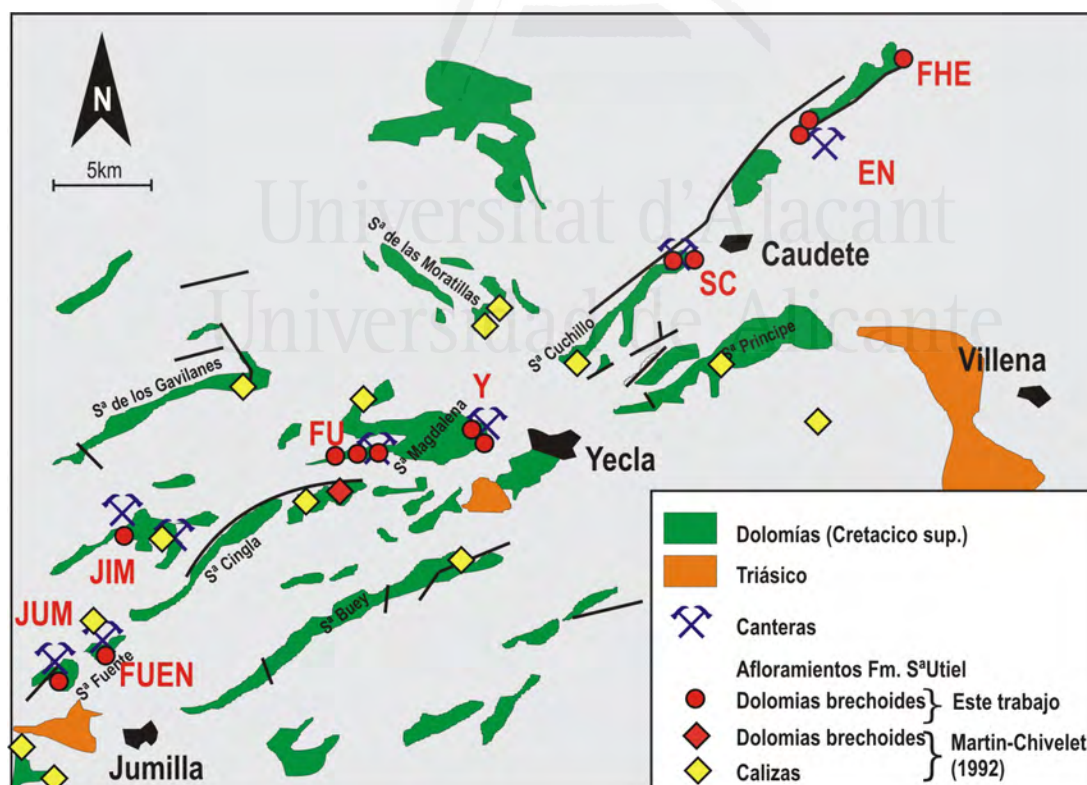 N
5km
FHE
EN
Universitat d'Alacant
Universidad de Alicante
Caudete
SC
Sª de las Moratillas
Sª Cuchillo
Sª Principe
Villena
Sª de los Gavilanes
Y
FU
Sª Magdalena
Yecla
JIM
Sª Cingla
Sª Buey
JUM
FUEN
Sª Fuente
Jumilla
Dolomías (Cretacico sup.)
Triásico
Canteras
Afloramientos Fm. SªUtiel
Dolomias brechoides } Este trabajo
Dolomias brechoides } Martin-Chivelet
Calizas (1992)